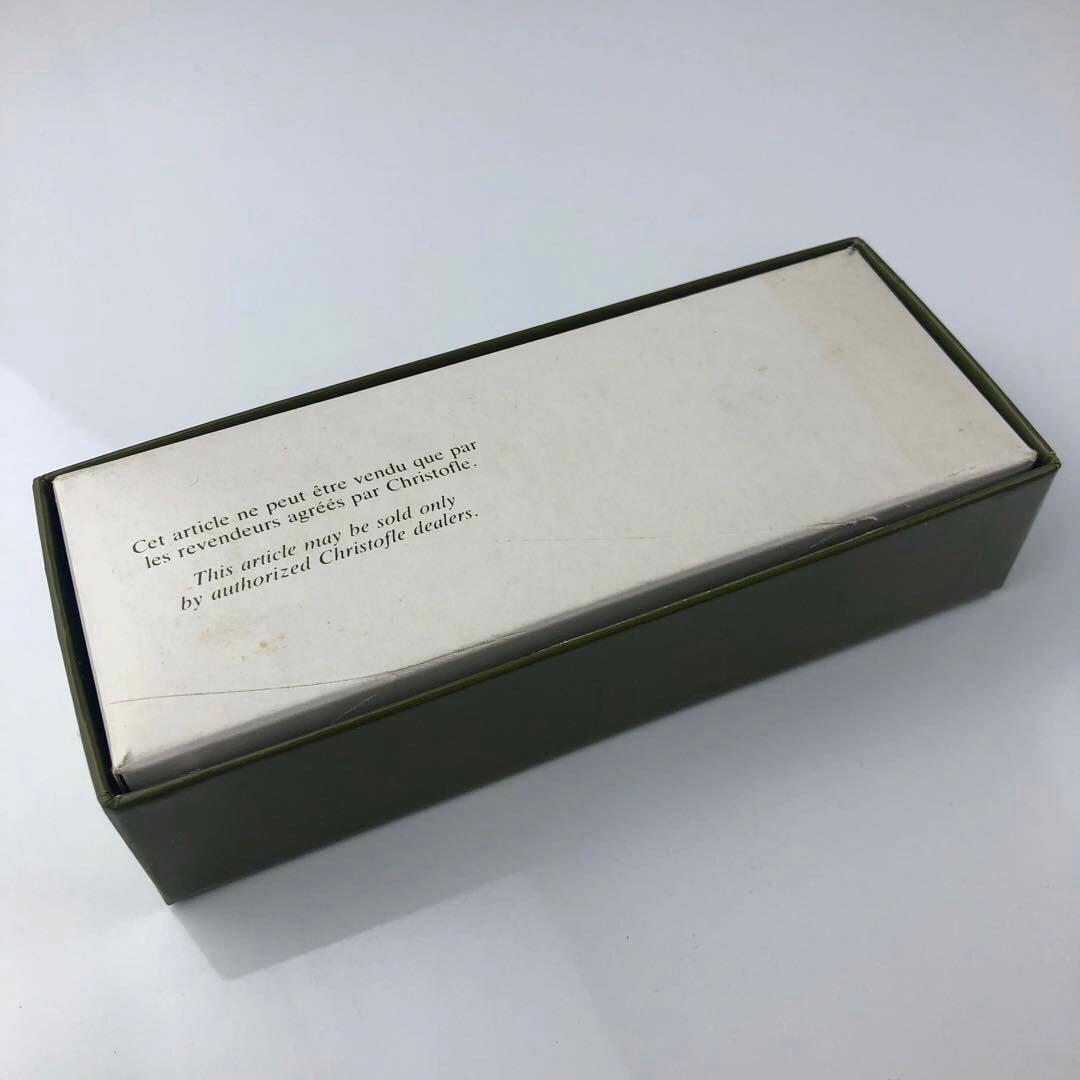 Cet article ne peut être vendu que par
les revendeurs agréés par Christofle.
This article may be sold only
by authorized Christofle dealers.